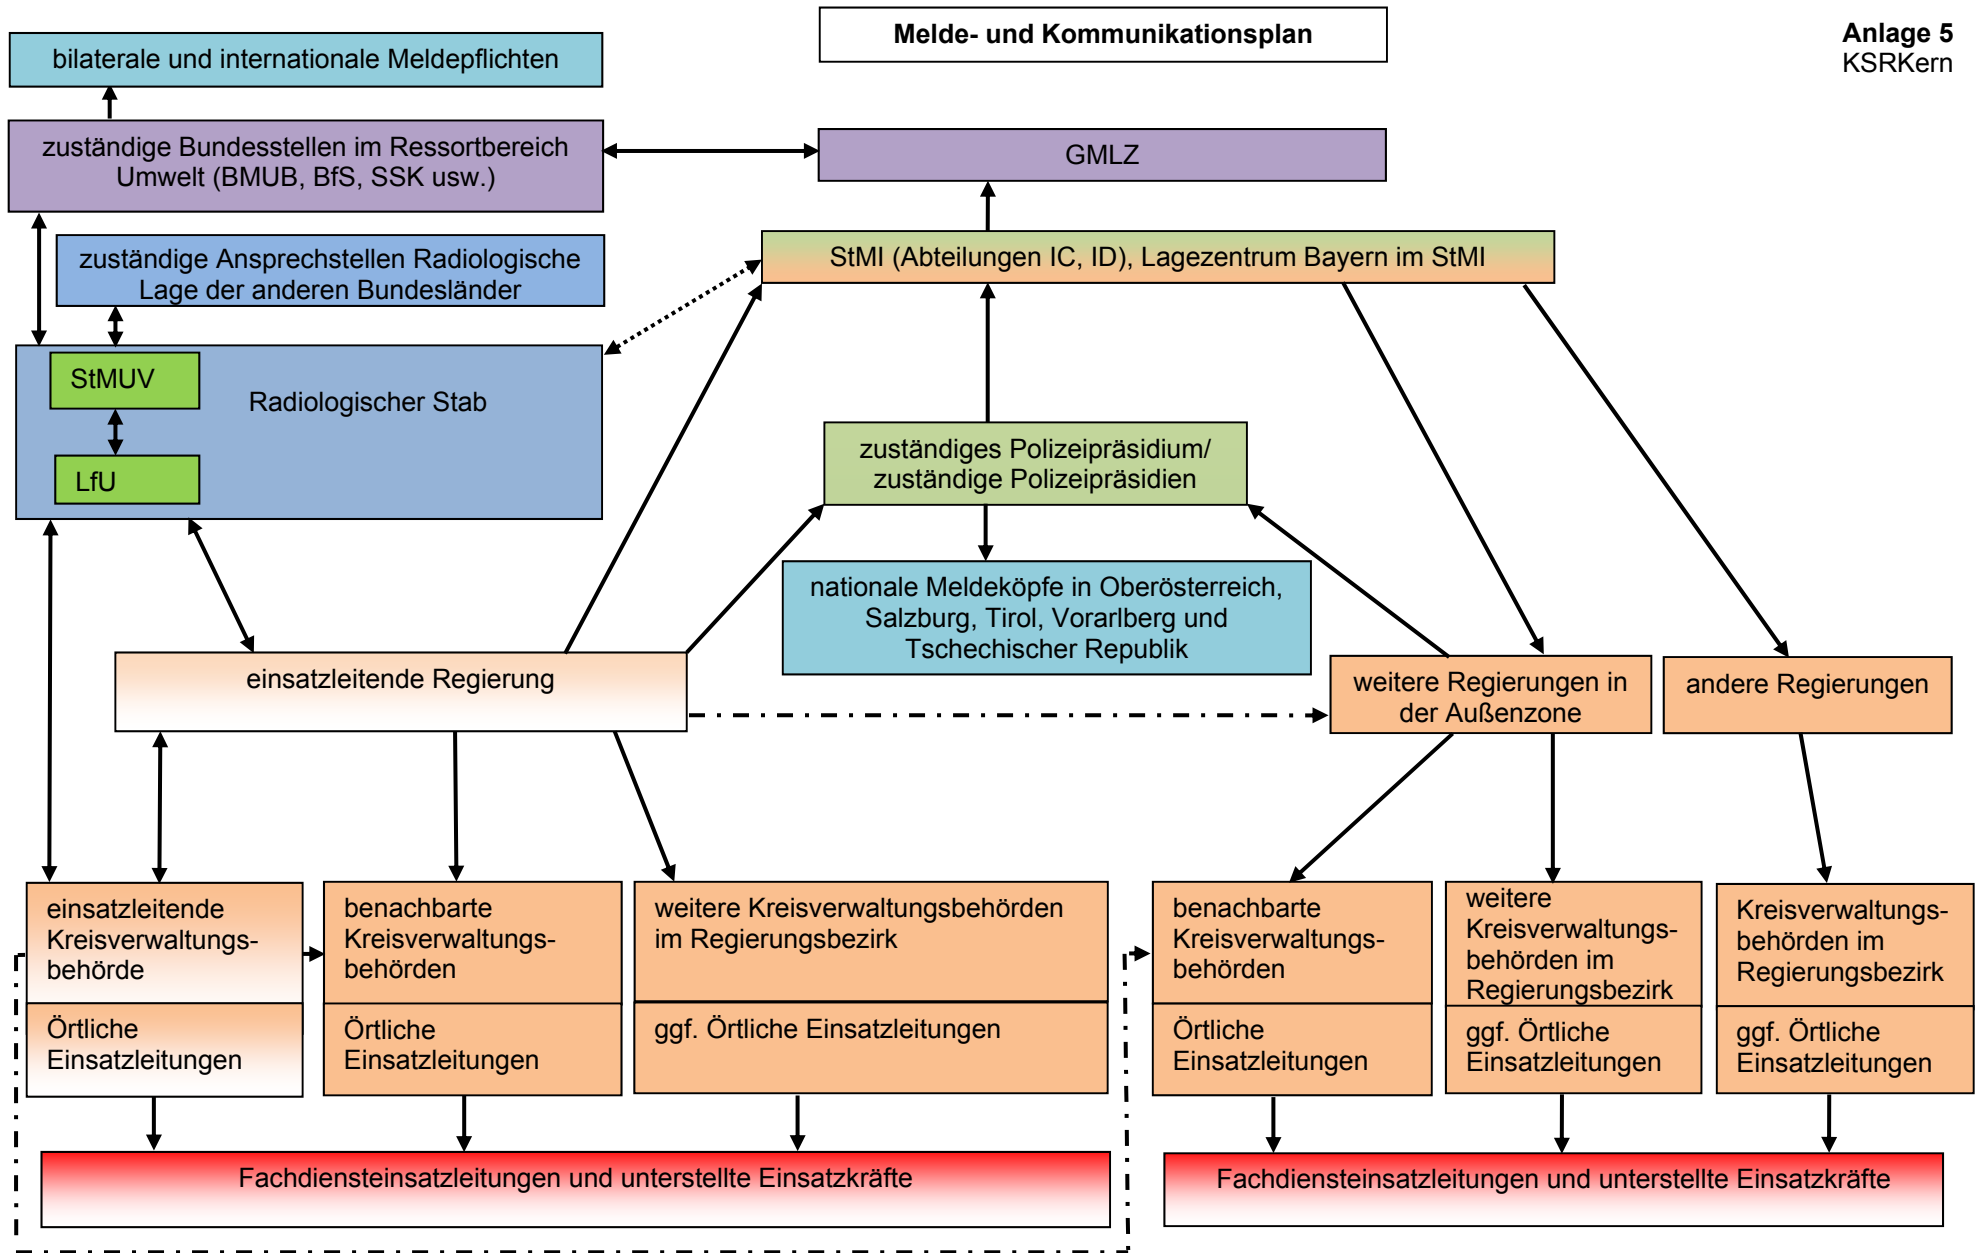 Melde- und Kommunikationsplan
Anlage 5
KSRKern
bilaterale und internationale Meldepflichten
zuständige Bundesstellen im Ressortbereich
Umwelt (BMUB, BfS, SSK usw.)
GMLZ
zuständige Ansprechstellen Radiologische
Lage der anderen Bundesländer
StMI (Abteilungen IC, ID), Lagezentrum Bayern im StMI
StMUV
Radiologischer Stab
LfU
zuständiges Polizeipräsidium/
zuständige Polizeipräsidien
nationale Meldeköpfe in Oberösterreich,
Salzburg, Tirol, Vorarlberg und
Tschechischer Republik
einsatzleitende Regierung
weitere Regierungen in
der Außenzone
andere Regierungen
einsatzleitende
Kreisverwaltungs-
behörde
Örtliche
Einsatzleitungen
benachbarte
Kreisverwaltungs-
behörden
Örtliche
Einsatzleitungen
weitere Kreisverwaltungsbehörden
im Regierungsbezirk
ggf. Örtliche Einsatzleitungen
benachbarte
Kreisverwaltungs-
behörden
Örtliche
Einsatzleitungen
weitere
Kreisverwaltungs-
behörden im
Regierungsbezirk
ggf. Örtliche
Einsatzleitungen
Kreisverwaltungs-
behörden im
Regierungsbezirk
ggf. Örtliche
Einsatzleitungen
Fachdiensteinsatzleitungen und unterstellte Einsatzkräfte
Fachdiensteinsatzleitungen und unterstellte Einsatzkräfte